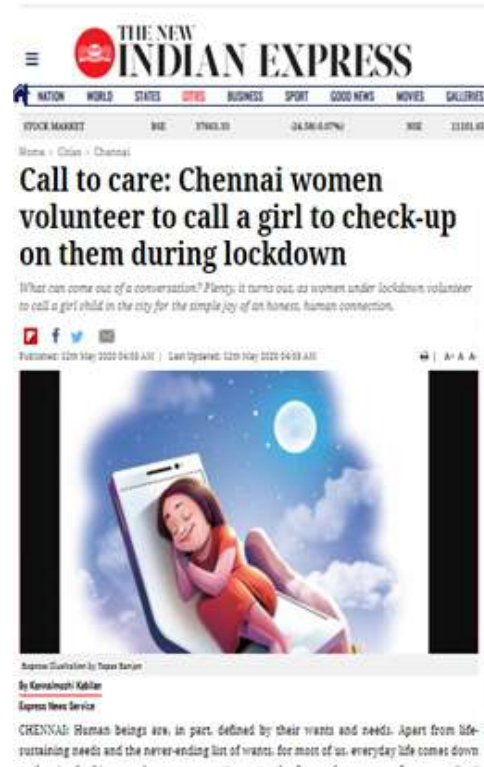 THE NEW
INDIAN EXPRESS
NATION WORLD STATES CITIES BUSINESS SPORT GOOD NEWS MOVIES GALLERIES
STOCK MARKET BSE NSE
Home > Cities > Chennai
Call to care: Chennai women
volunteer to call a girl to check-up
on them during lockdown
What can come out of a conversation? Plenty, it turns out, as women under lockdown volunteer
to call a girl child in the city for the simple joy of an honest, human connection.
Published: 12th May 2020 04:53 AM | Last Updated: 12th May 2020 04:53 AM | A+ A A-
Express Illustration by Tapas Ranjan
By Kannalmozhi Kabilan
Express News Service
CHENNAI: Human beings are, in part, defined by their wants and needs. Apart from life-
sustaining needs and the never-ending list of wants, for most of us, everyday life comes down